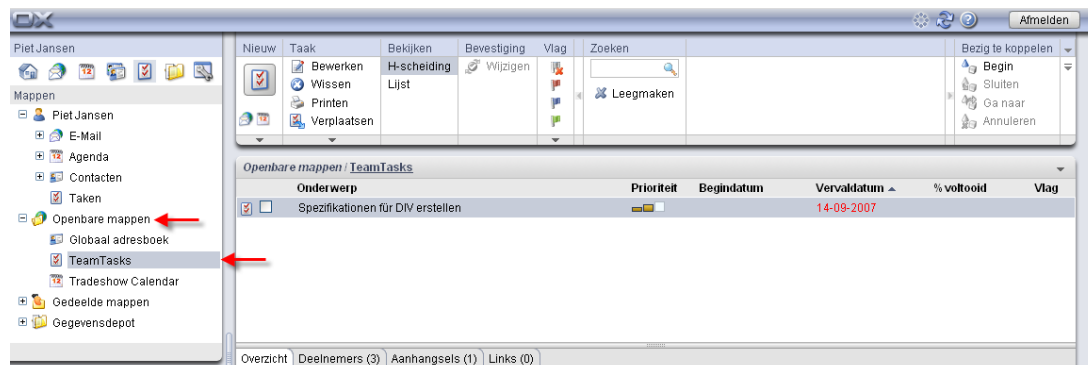 OX
Afmelden
Piet Jansen
Nieuw Taak Bekijken Bevestiging Vlag Zoeken Bezig te koppelen
Bewerken H-scheiding Wijzigen Begin
Wissen Lijst Sluiten
Mappen Leegmaken
Printen Ga naar
Piet Jansen Verplaatsen Annuleren
E-Mail
Agenda
Openbare mappen / TeamTasks
Contacten
Onderwerp Prioriteit Begindatum Vervaldatum % voltooid Vlag
Taken
Spezifikationen für DIV erstellen 14-09-2007
Openbare mappen
Globaal adresboek
TeamTasks
Tradeshow Calendar
Gedeelde mappen
Gegevensdepot
Overzicht Deelnemers (3) Aanhangsels (1) Links (0)